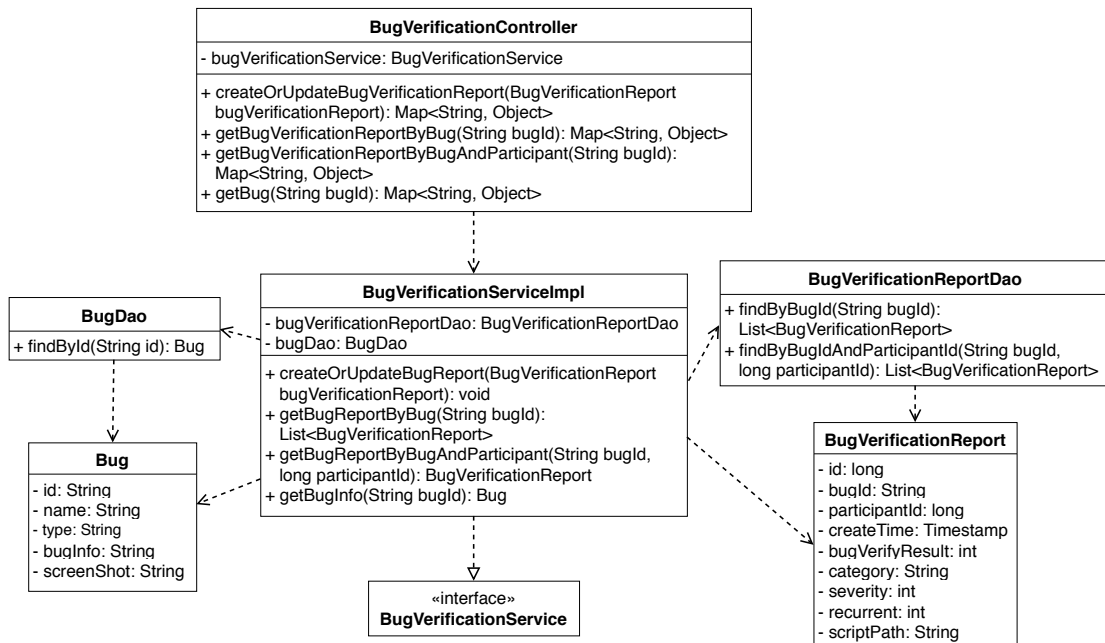 BugVerificationController
- bugVerificationService: BugVerificationService
+ createOrUpdateBugVerificationReport(BugVerificationReport
bugVerificationReport): Map<String, Object>
+ getBugVerificationReportByBug(String bugId): Map<String, Object>
+ getBugVerificationReportByBugAndParticipant(String bugId):
Map<String, Object>
+ getBug(String bugId): Map<String, Object>
BugDao
+ findById(String id): Bug
BugVerificationServiceImpl
- bugVerificationReportDao: BugVerificationReportDao
- bugDao: BugDao
+ createOrUpdateBugReport(BugVerificationReport
bugVerificationReport): void
+ getBugReportByBug(String bugId):
List<BugVerificationReport>
+ getBugReportByBugAndParticipant(String bugId,
long participantId): BugVerificationReport
+ getBugInfo(String bugId): Bug
BugVerificationReportDao
+ findByBugId(String bugId):
List<BugVerificationReport>
+ findByBugIdAndParticipantId(String bugId,
long participantId): List<BugVerificationReport>
Bug
- id: String
- name: String
- type: String
- bugInfo: String
- screenShot: String
«interface»
BugVerificationService
BugVerificationReport
- id: long
- bugId: String
- participantId: long
- createTime: Timestamp
- bugVerifyResult: int
- category: String
- severity: int
- recurrent: int
- scriptPath: String